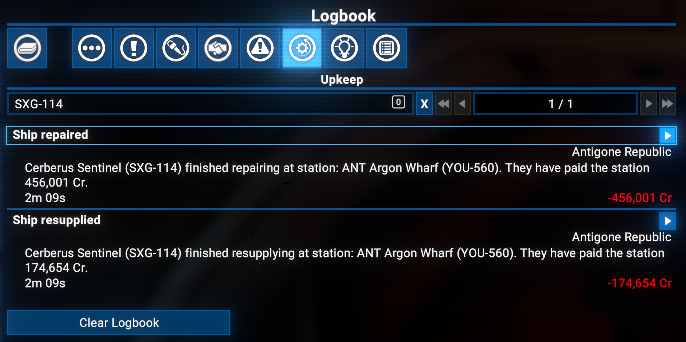 Logbook
Upkeep
SXG-114
0
X
1 / 1
Ship repaired
Antigone Republic
Cerberus Sentinel (SXG-114) finished repairing at station: ANT Argon Wharf (YOU-560). They have paid the station
456,001 Cr.
2m 09s
-456,001 Cr
Ship resupplied
Antigone Republic
Cerberus Sentinel (SXG-114) finished resupplying at station: ANT Argon Wharf (YOU-560). They have paid the station
174,654 Cr.
2m 09s
-174,654 Cr
Clear Logbook